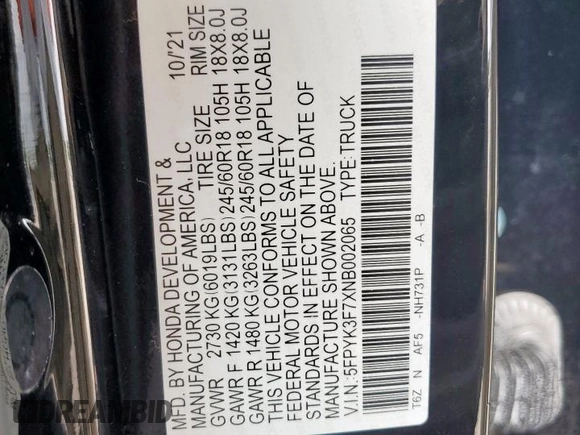 MFD. BY HONDA DEVELOPMENT & 10/'21
MANUFACTURING OF AMERICA, LLC
TIRE SIZE RIM SIZE
GVWR 2730 KG(6019LBS)
GAWR F 1420 KG(3131LBS) 245/60R18 105H 18X8.0J
GAWR R 1480 KG(3263LBS) 245/60R18 105H 18X8.0J
THIS VEHICLE CONFORMS TO ALL APPLICABLE
FEDERAL MOTOR VEHICLE SAFETY
STANDARDS IN EFFECT ON THE DATE OF
MANUFACTURE SHOWN ABOVE.
V.I.N.:5FPYK3F7XNB002065 TYPE:TRUCK
T6Z N AF5 -NH731P -A -B
DREAMBID